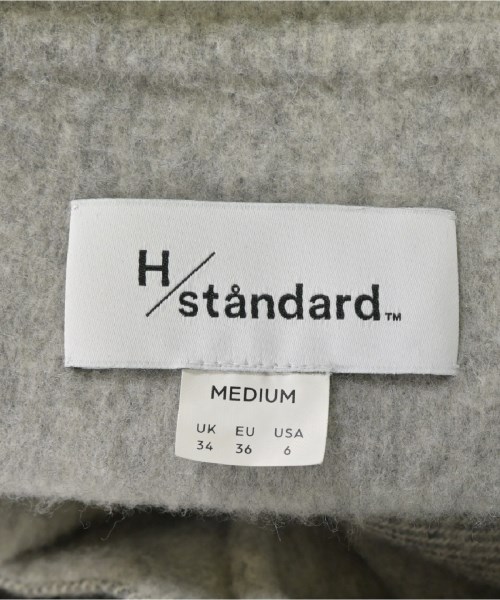 H/
ståndard™
MEDIUM
UK EU USA
34 36 6